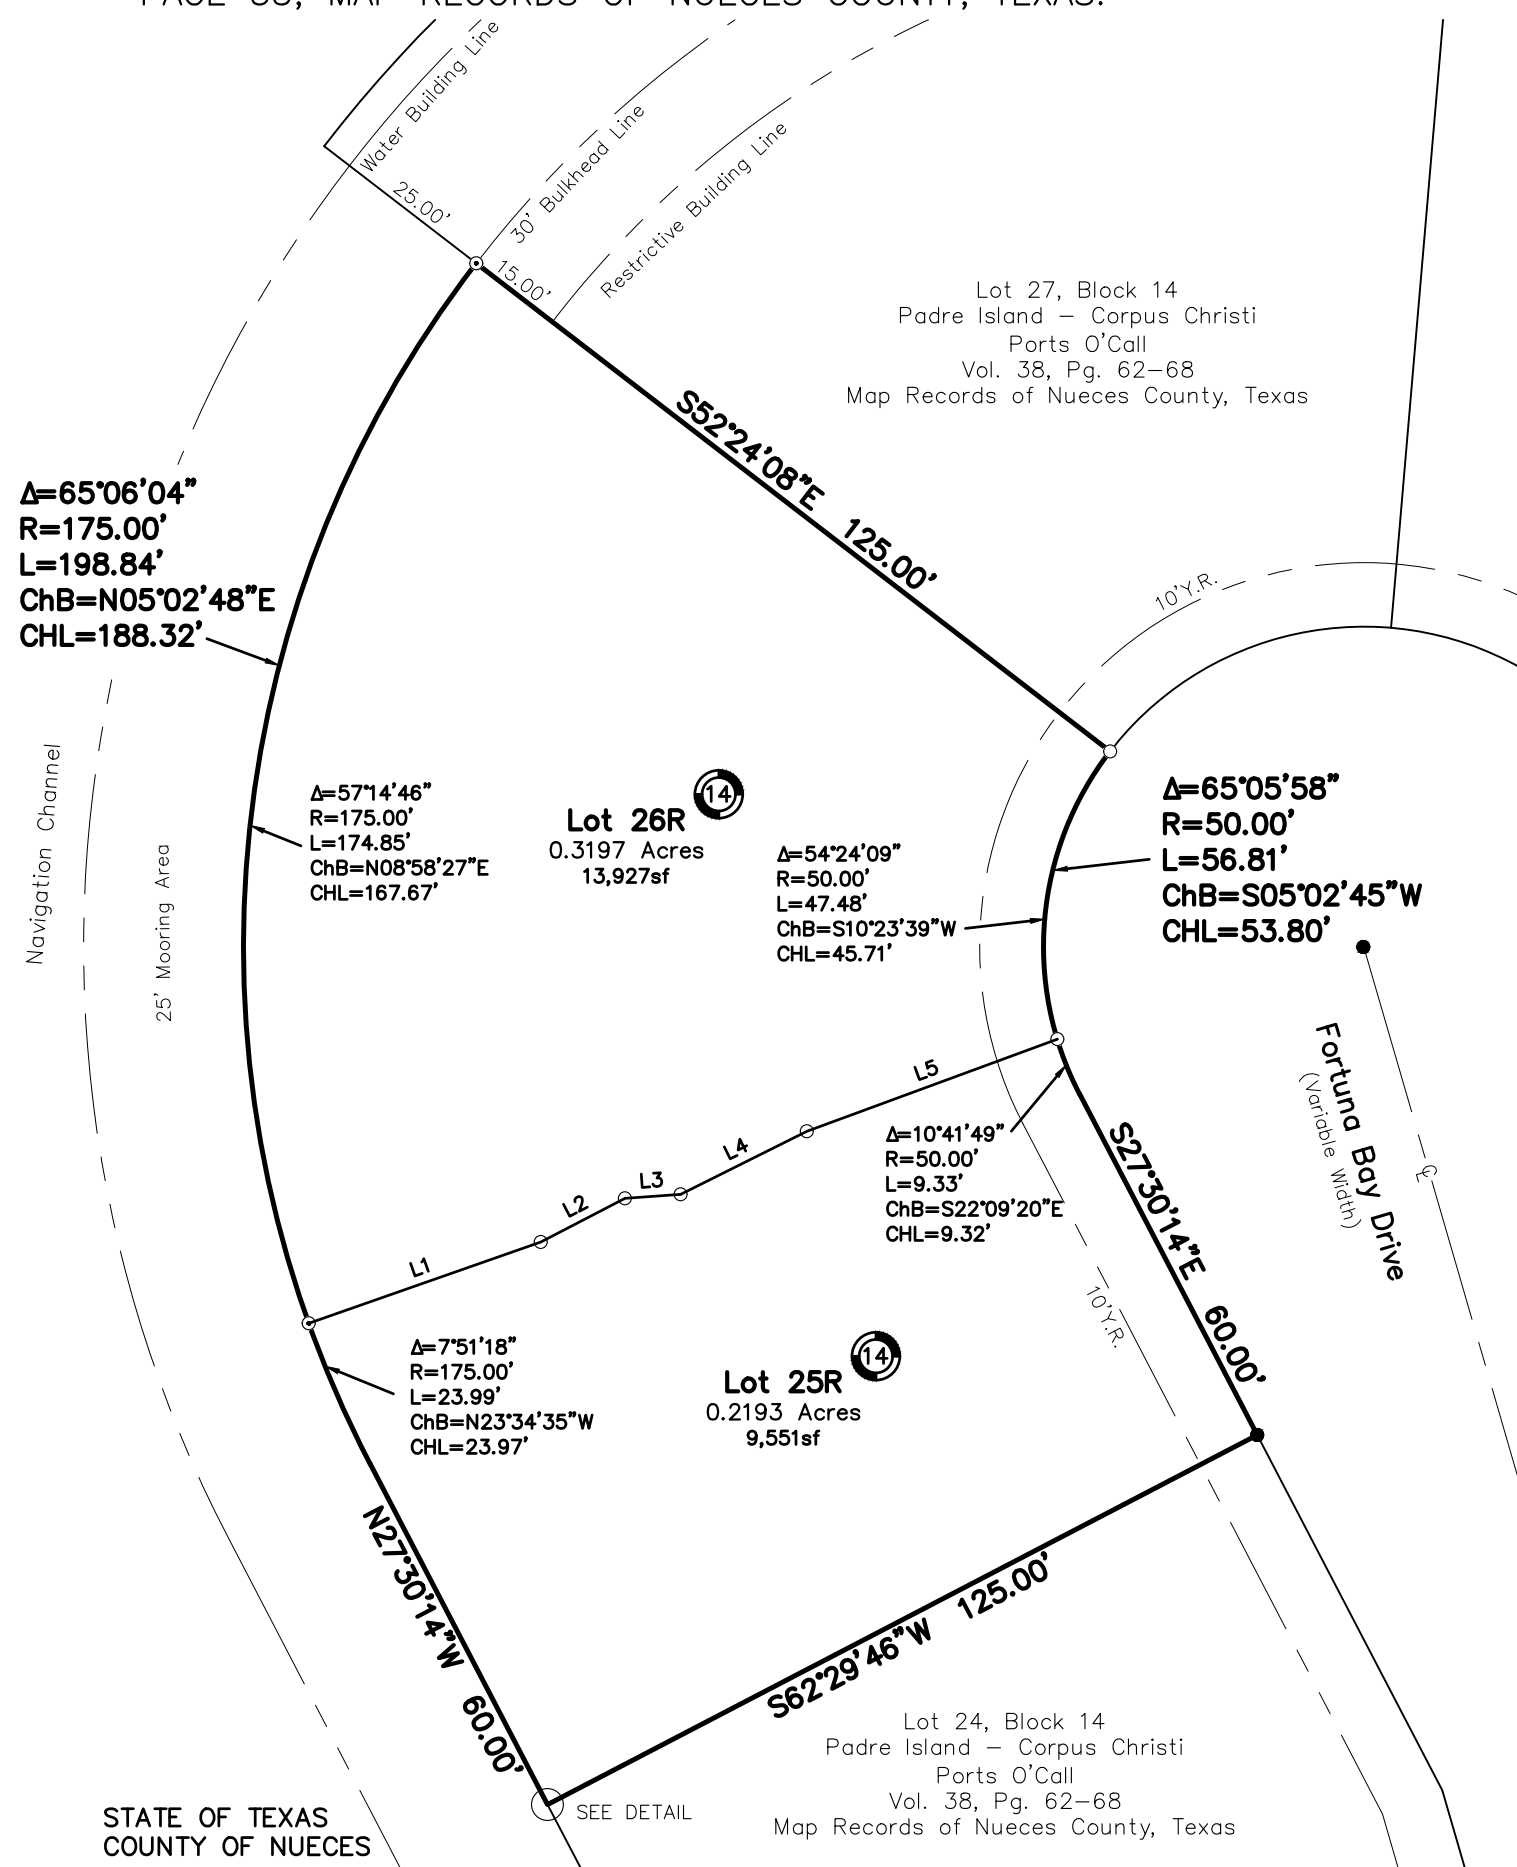 PAGE 68, MAP RECORDS OF NUECES COUNTY, TEXAS.
Water Building Line
30' Bulkhead Line
Restrictive Building Line
25.00'
15.00'
Lot 27, Block 14
Padre Island – Corpus Christi
Ports O'Call
Vol. 38, Pg. 62–68
Map Records of Nueces County, Texas
S52°24'08"E 125.00'
Δ=65°06'04"
R=175.00'
L=198.84'
ChB=N05°02'48"E
CHL=188.32'
10'Y.R.
Navigation Channel
25' Mooring Area
Δ=57°14'46"
R=175.00'
L=174.85'
ChB=N08°58'27"E
CHL=167.67'
14
Lot 26R
0.3197 Acres
13,927sf
Δ=54°24'09"
R=50.00'
L=47.48'
ChB=S10°23'39"W
CHL=45.71'
Δ=65°05'58"
R=50.00'
L=56.81'
ChB=S05°02'45"W
CHL=53.80'
Fortuna Bay Drive
(Variable Width)
℄
L1
L2
L3
L4
L5
Δ=10°41'49"
R=50.00'
L=9.33'
ChB=S22°09'20"E
CHL=9.32'
S27°30'14"E 60.00'
10'Y.R.
Δ=7°51'18"
R=175.00'
L=23.99'
ChB=N23°34'35"W
CHL=23.97'
14
Lot 25R
0.2193 Acres
9,551sf
N27°30'14"W 60.00'
S62°29'46"W 125.00'
Lot 24, Block 14
Padre Island – Corpus Christi
Ports O'Call
Vol. 38, Pg. 62–68
Map Records of Nueces County, Texas
SEE DETAIL
STATE OF TEXAS
COUNTY OF NUECES